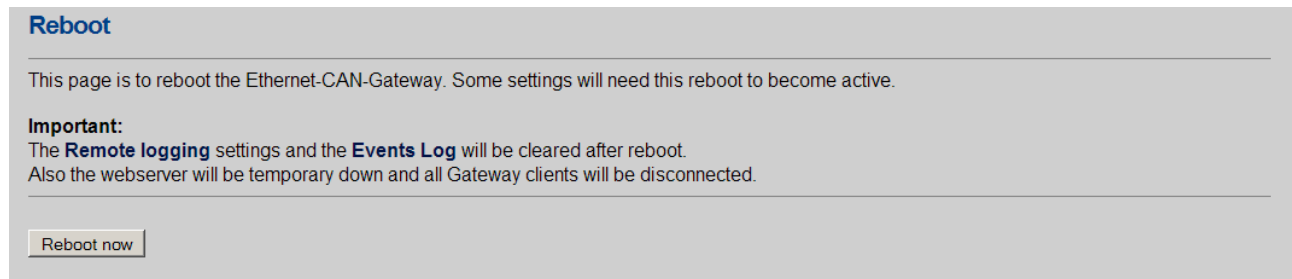 Reboot
This page is to reboot the Ethernet-CAN-Gateway. Some settings will need this reboot to become active.
Important:
The Remote logging settings and the Events Log will be cleared after reboot.
Also the webserver will be temporary down and all Gateway clients will be disconnected.
Reboot now